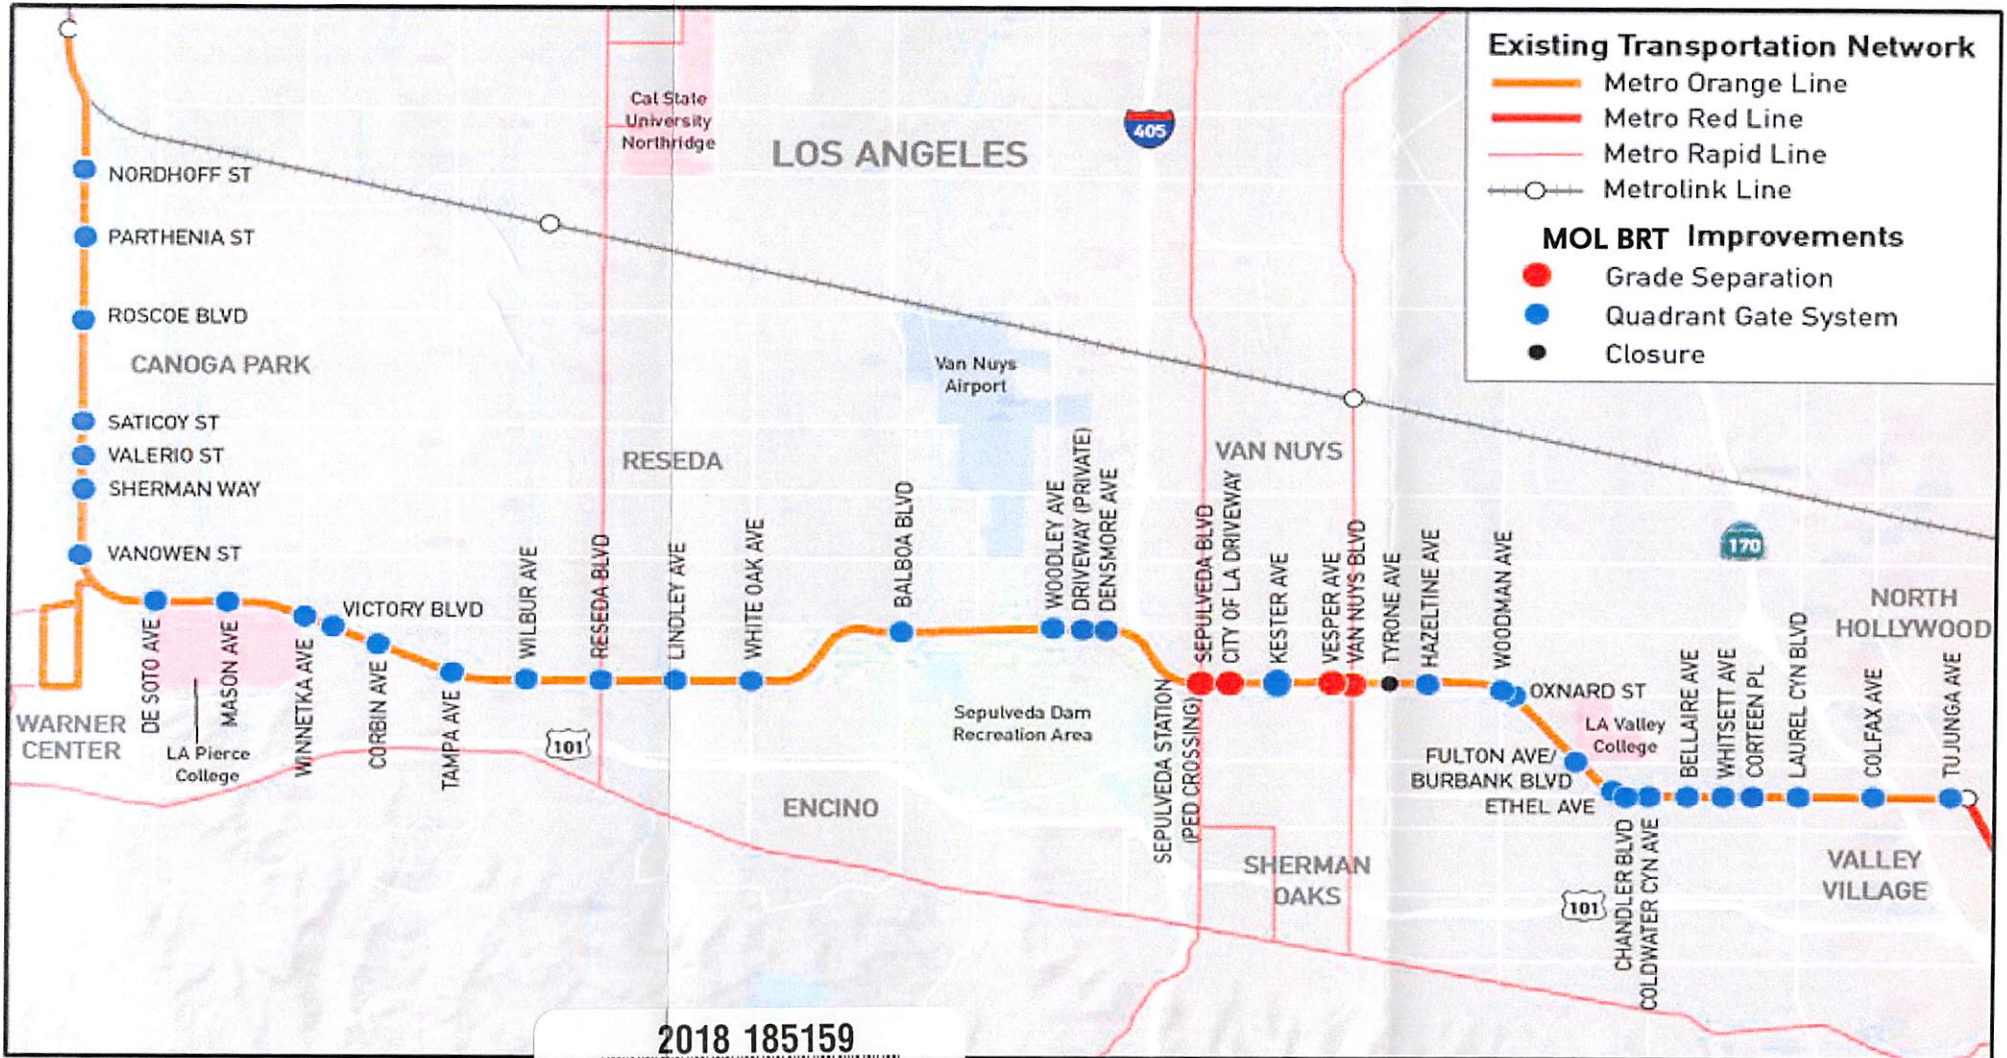 Existing Transportation Network
Metro Orange Line
Metro Red Line
Metro Rapid Line
Metrolink Line
MOL BRT Improvements
Grade Separation
Quadrant Gate System
Closure
Cal State
University
Northridge
LOS ANGELES
405
NORDHOFF ST
PARTHENIA ST
ROSCOE BLVD
CANOGA PARK
SATICOY ST
VALERIO ST
SHERMAN WAY
VANOWEN ST
Van Nuys
Airport
RESEDA
VAN NUYS
170
NORTH
HOLLYWOOD
VICTORY BLVD
DE SOTO AVE
MASON AVE
WINNETKA AVE
CORBIN AVE
TAMPA AVE
WILBUR AVE
RESEDA BLVD
LINDLEY AVE
WHITE OAK AVE
BALBOA BLVD
WOODLEY AVE
DRIVEWAY (PRIVATE)
DENSMORE AVE
SEPULVEDA STATION
(PED CROSSING)
SEPULVEDA BLVD
CITY OF LA DRIVEWAY
KESTER AVE
VESPER AVE
VAN NUYS BLVD
TYRONE AVE
HAZELTINE AVE
WOODMAN AVE
OXNARD ST
LA Valley
College
FULTON AVE/
BURBANK BLVD
ETHEL AVE
CHANDLER BLVD
COLDWATER CYN AVE
BELLAIRE AVE
WHITSETT AVE
CORTEEN PL
LAUREL CYN BLVD
COLFAX AVE
TUJUNGA AVE
WARNER
CENTER
LA Pierce
College
101
Sepulveda Dam
Recreation Area
ENCINO
SHERMAN
OAKS
101
VALLEY
VILLAGE
2018 185159